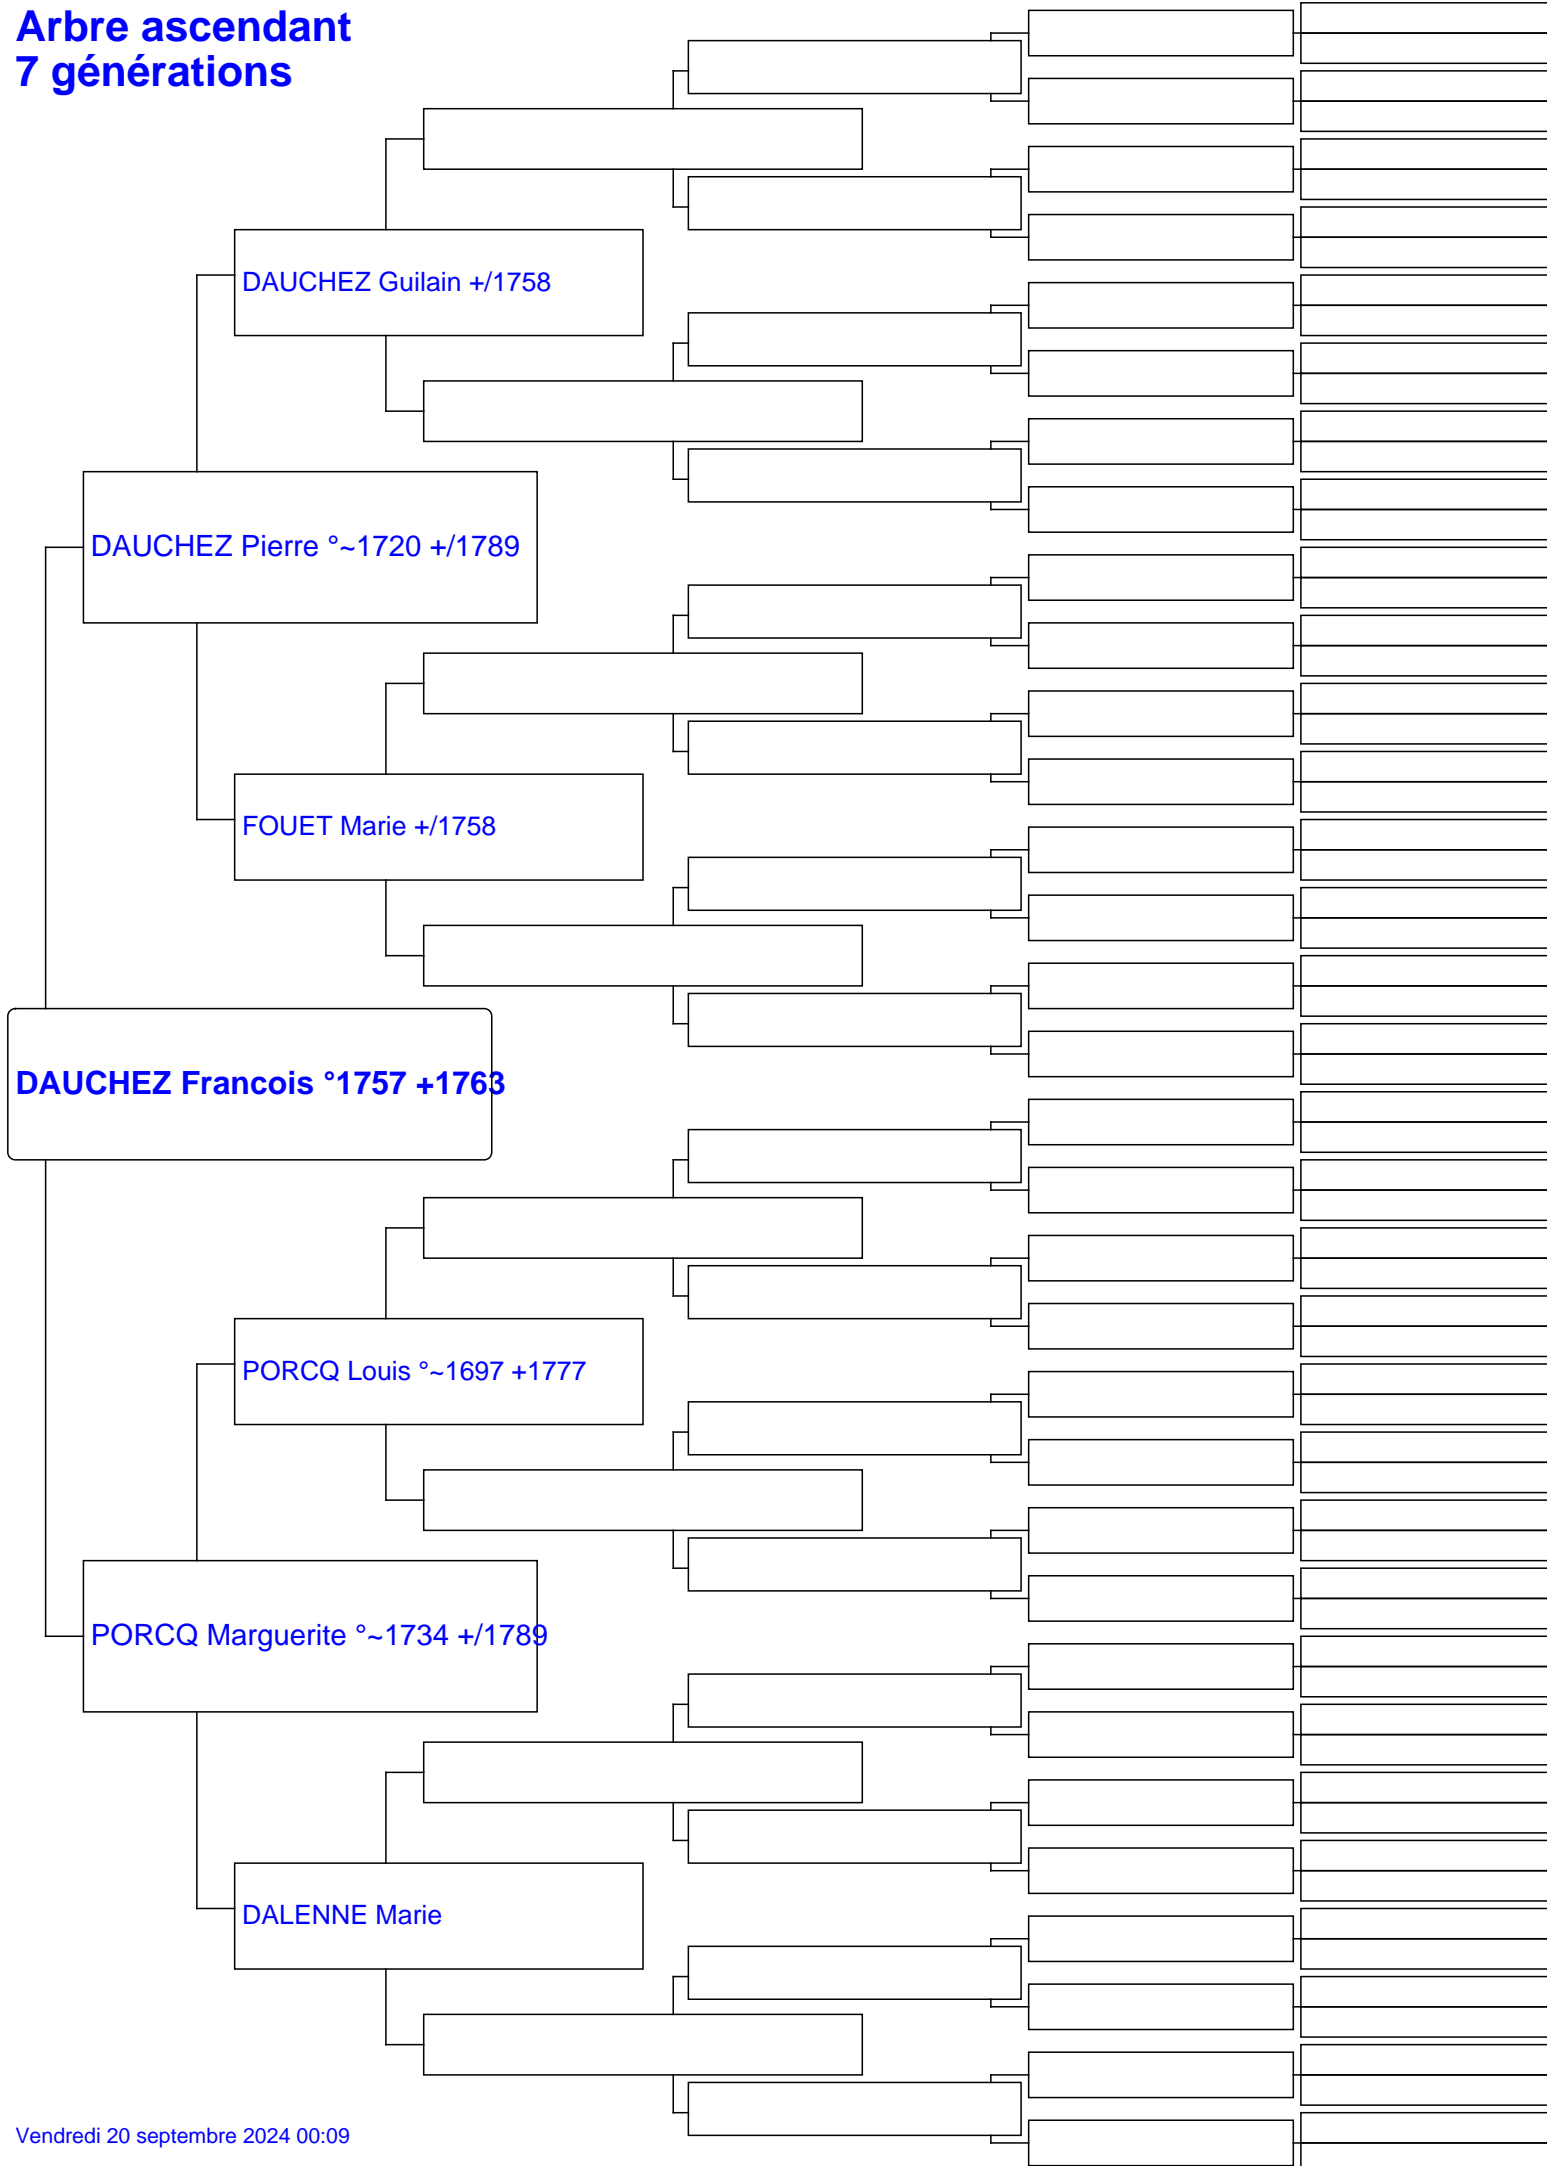 Arbre ascendant
7 générations
DAUCHEZ Guilain +/1758
DAUCHEZ Pierre °~1720 +/1789
FOUET Marie +/1758
DAUCHEZ Francois °1757 +1763
PORCQ Louis °~1697 +1777
PORCQ Marguerite °~1734 +/1789
DALENNE Marie
Vendredi 20 septembre 2024 00:09